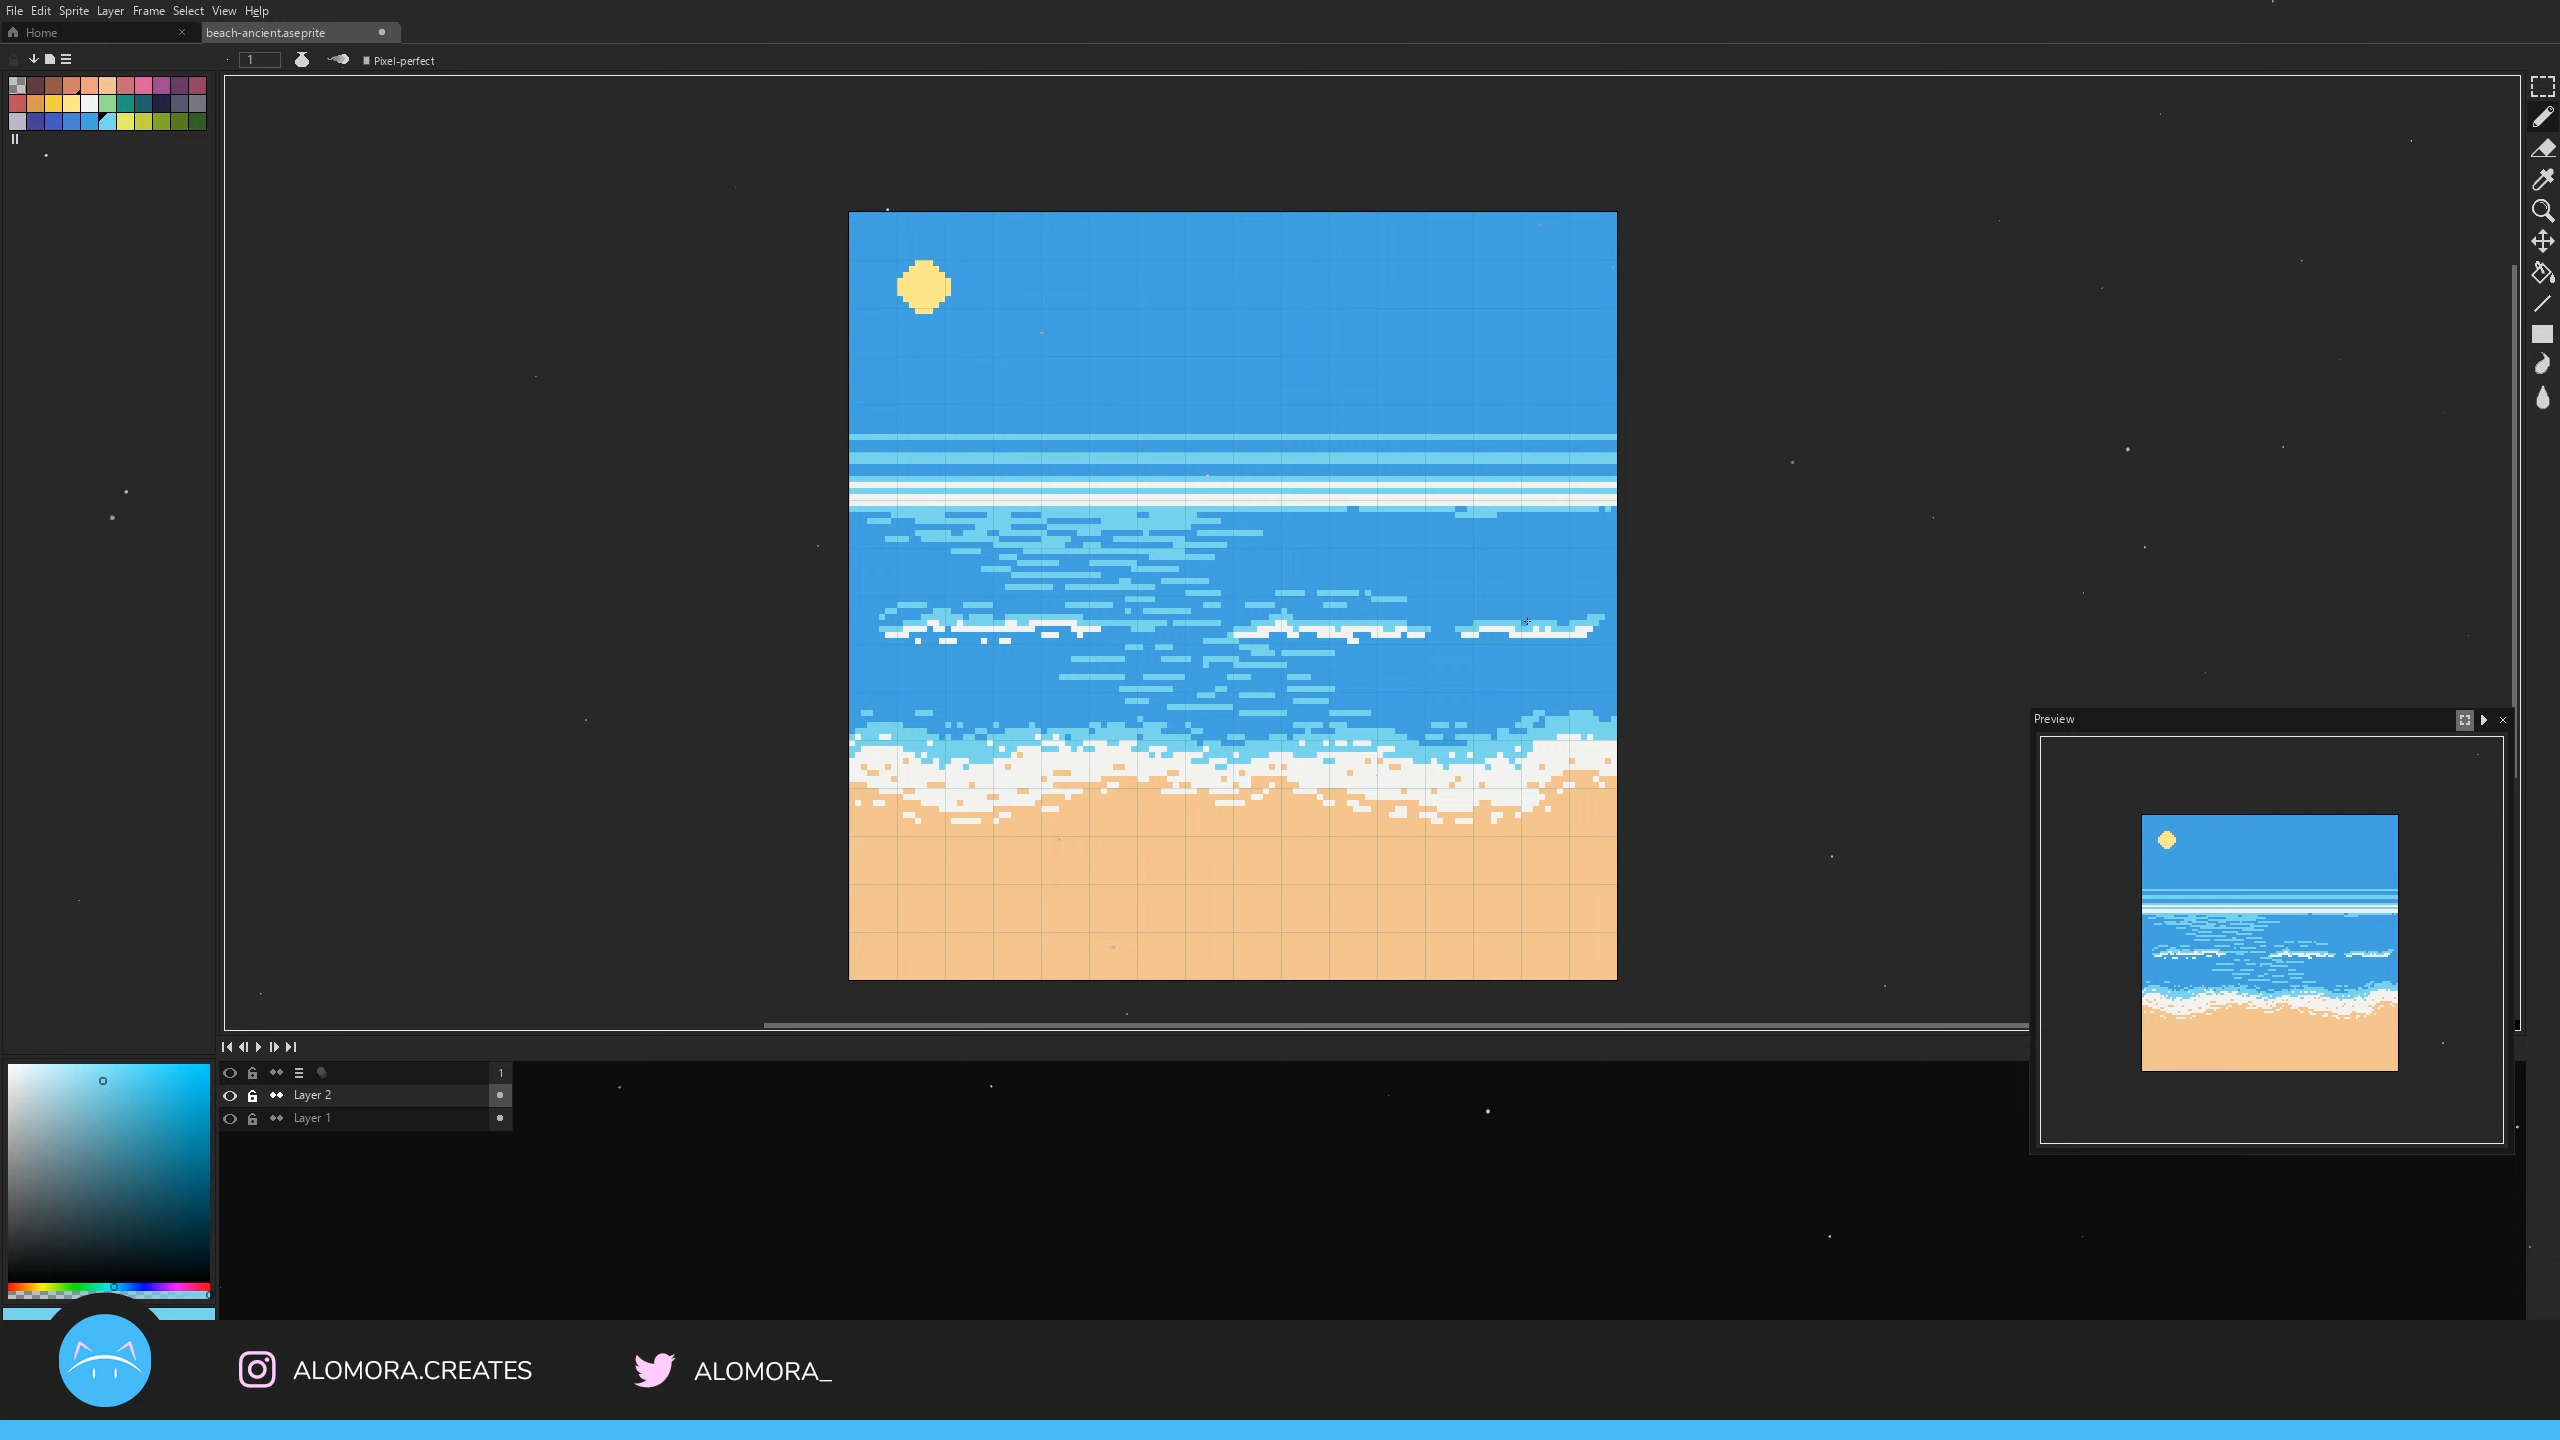 File Edit Sprite Layer Frame Select View Help
Home
beach-ancient.aseprite
1
Pixel-perfect
Preview
1
Layer 2
Layer 1
ALOMORA.CREATES
ALOMORA_